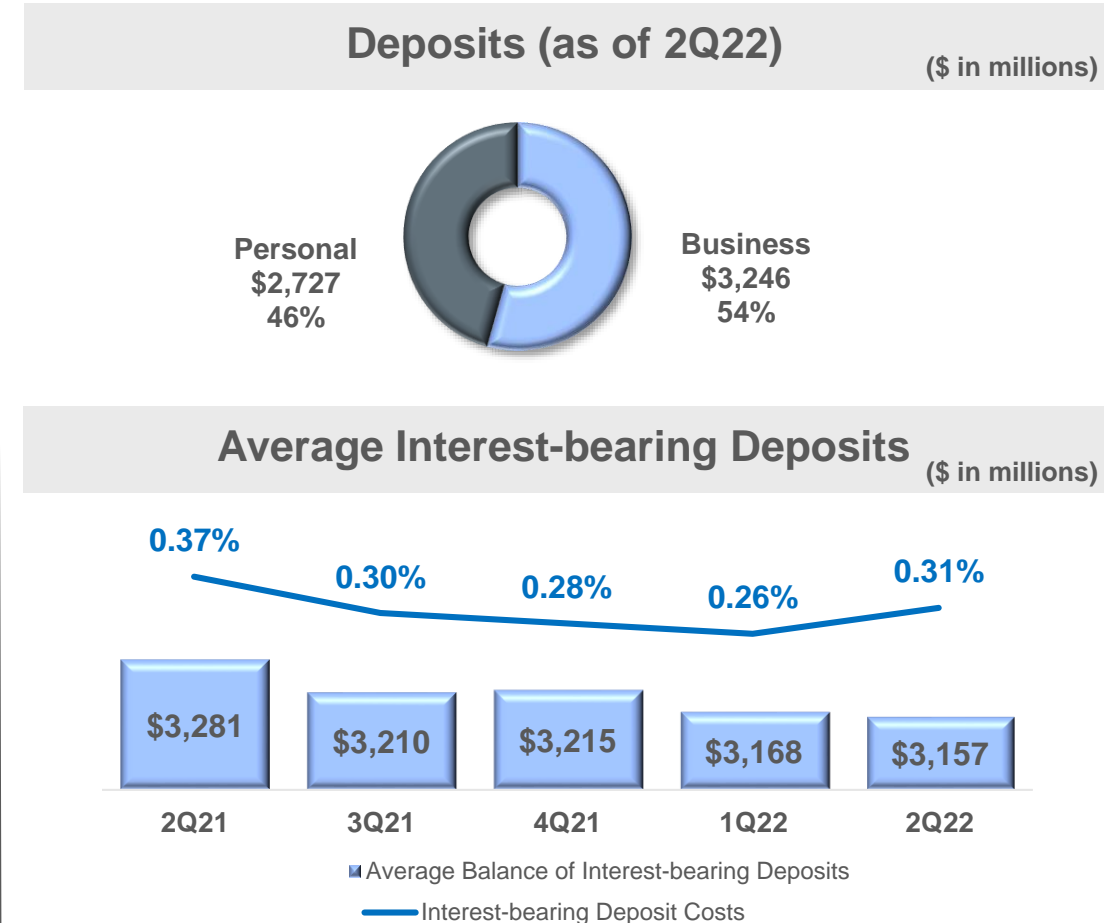 Deposits (as of 2Q22)
($ in millions)
Personal
$2,727
46%
Business
$3,246
54%
Average Interest-bearing Deposits
($ in millions)
0.37%
0.30%
0.28%
0.26%
0.31%
$3,281
$3,210
$3,215
$3,168
$3,157
2Q21
3Q21
4Q21
1Q22
2Q22
Average Balance of Interest-bearing Deposits
Interest-bearing Deposit Costs